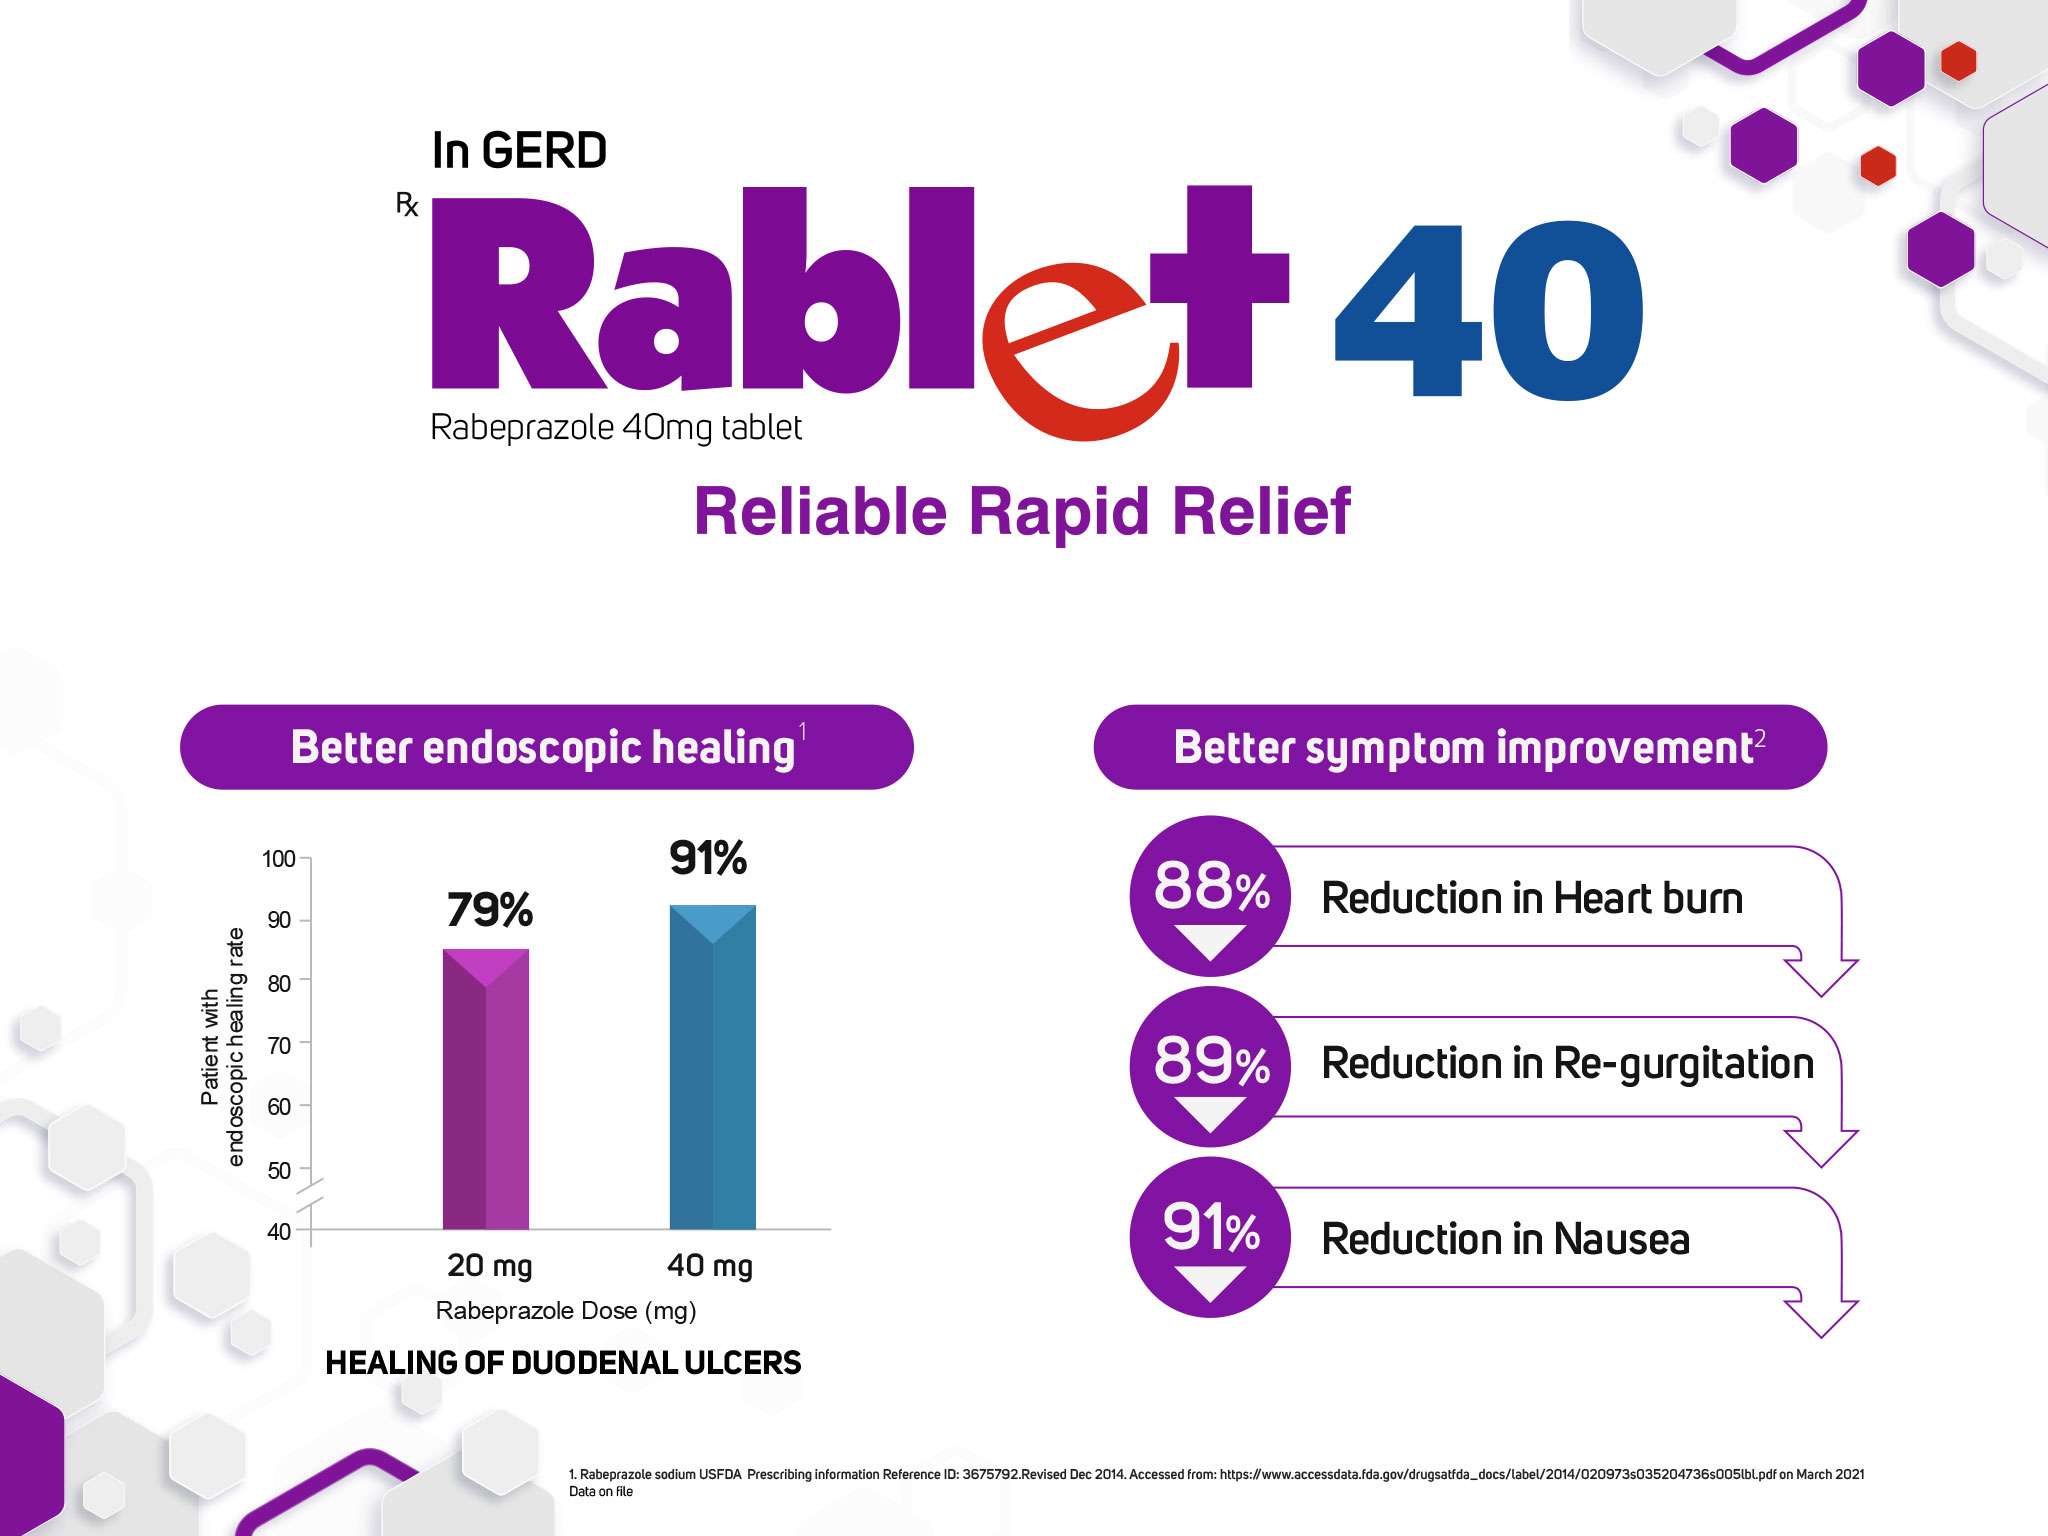 In GERD
Rx
Rablet 40
Rabeprazole 40mg tablet
Reliable Rapid Relief
Better endoscopic healing1
Patient with
endoscopic healing rate
100
90
80
70
60
50
40
79%
91%
20 mg
40 mg
Rabeprazole Dose (mg)
HEALING OF DUODENAL ULCERS
Better symptom improvement2
88%
Reduction in Heart burn
89%
Reduction in Re-gurgitation
91%
Reduction in Nausea
1. Rabeprazole sodium USFDA Prescribing information Reference ID: 3675792.Revised Dec 2014. Accessed from: https://www.accessdata.fda.gov/drugsatfda_docs/label/2014/020973s035204736s005lbl.pdf on March 2021
Data on file